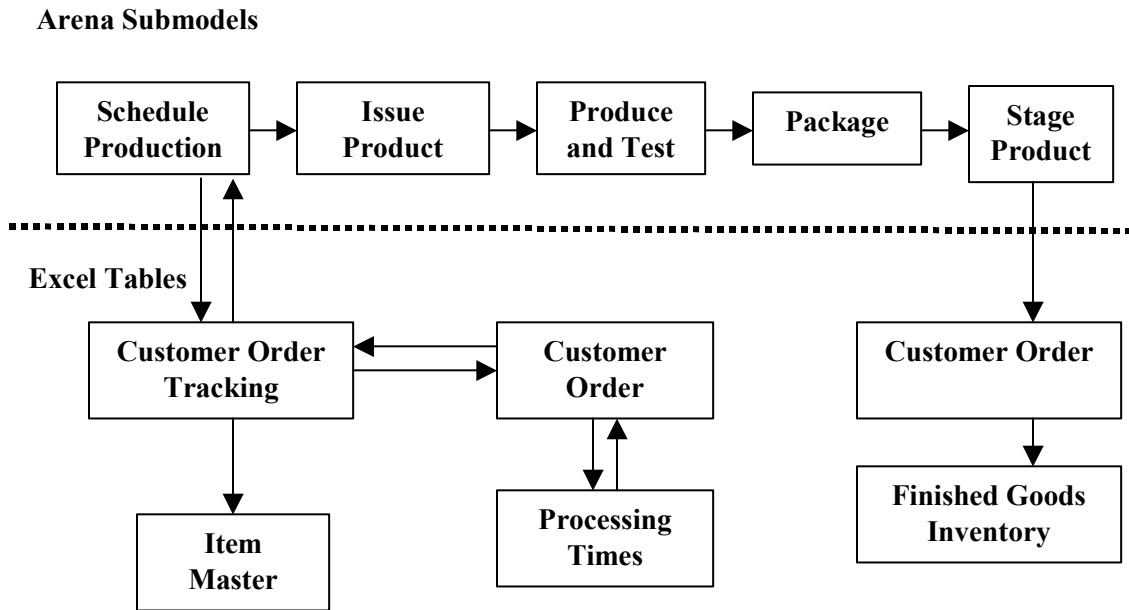 Arena Submodels
Schedule
Production
Issue
Product
Produce
and Test
Package
Stage
Product
Excel Tables
Customer Order
Tracking
Customer
Order
Customer Order
Item
Master
Processing
Times
Finished Goods
Inventory